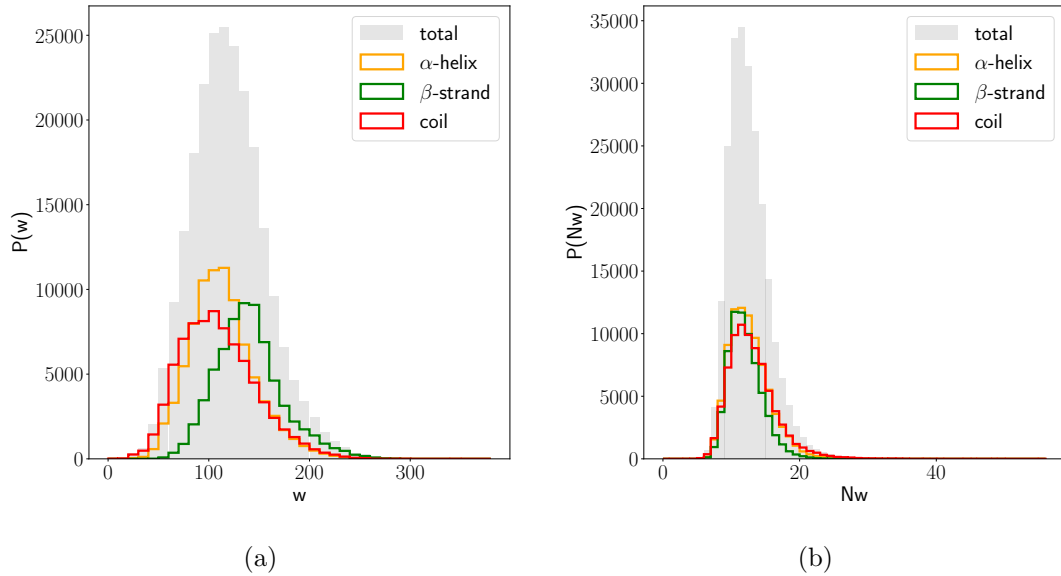 total
α-helix
β-strand
coil
25000
20000
15000
10000
5000
0
P(w)
0 100 200 300
w
(a)
total
α-helix
β-strand
coil
35000
30000
25000
20000
15000
10000
5000
0
P(Nw)
0 20 40
Nw
(b)